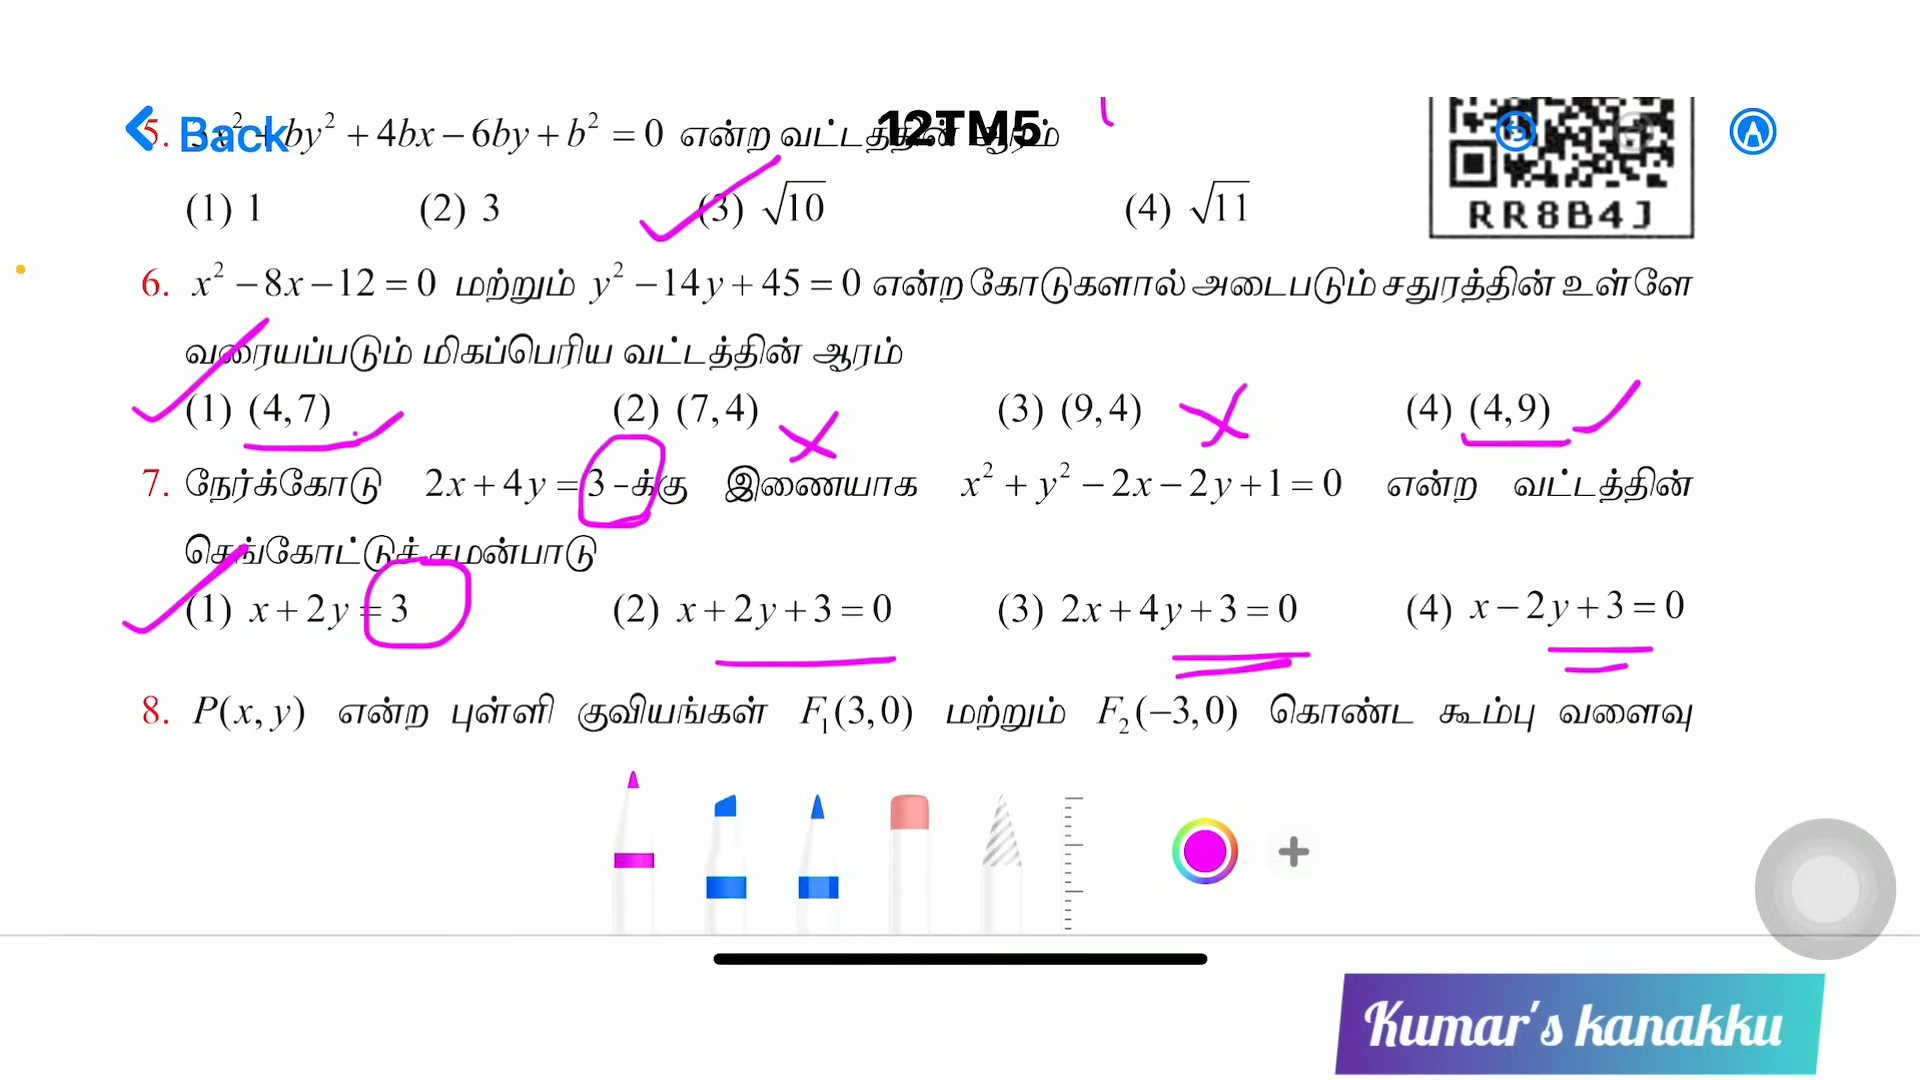 Back
12TM5
5. 3x² + by² + 4bx − 6by + b² = 0 என்ற வட்டத்தின் ஆரம்
(1) 1 (2) 3 (3) √10 (4) √11
RR8B4J
6. x² − 8x − 12 = 0 மற்றும் y² − 14y + 45 = 0 என்ற கோடுகளால் அடைபடும் சதுரத்தின் உள்ளே
வரையப்படும் மிகப்பெரிய வட்டத்தின் ஆரம்
(1) (4,7) (2) (7,4) (3) (9,4) (4) (4,9)
7. நேர்க்கோடு 2x + 4y = 3 -க்கு இணையாக x² + y² − 2x − 2y + 1 = 0 என்ற வட்டத்தின்
செங்கோட்டுச் சமன்பாடு
(1) x + 2y = 3 (2) x + 2y + 3 = 0 (3) 2x + 4y + 3 = 0 (4) x − 2y + 3 = 0
8. P(x, y) என்ற புள்ளி குவியங்கள் F₁(3,0) மற்றும் F₂(−3,0) கொண்ட கூம்பு வளைவு
Kumar's kanakku